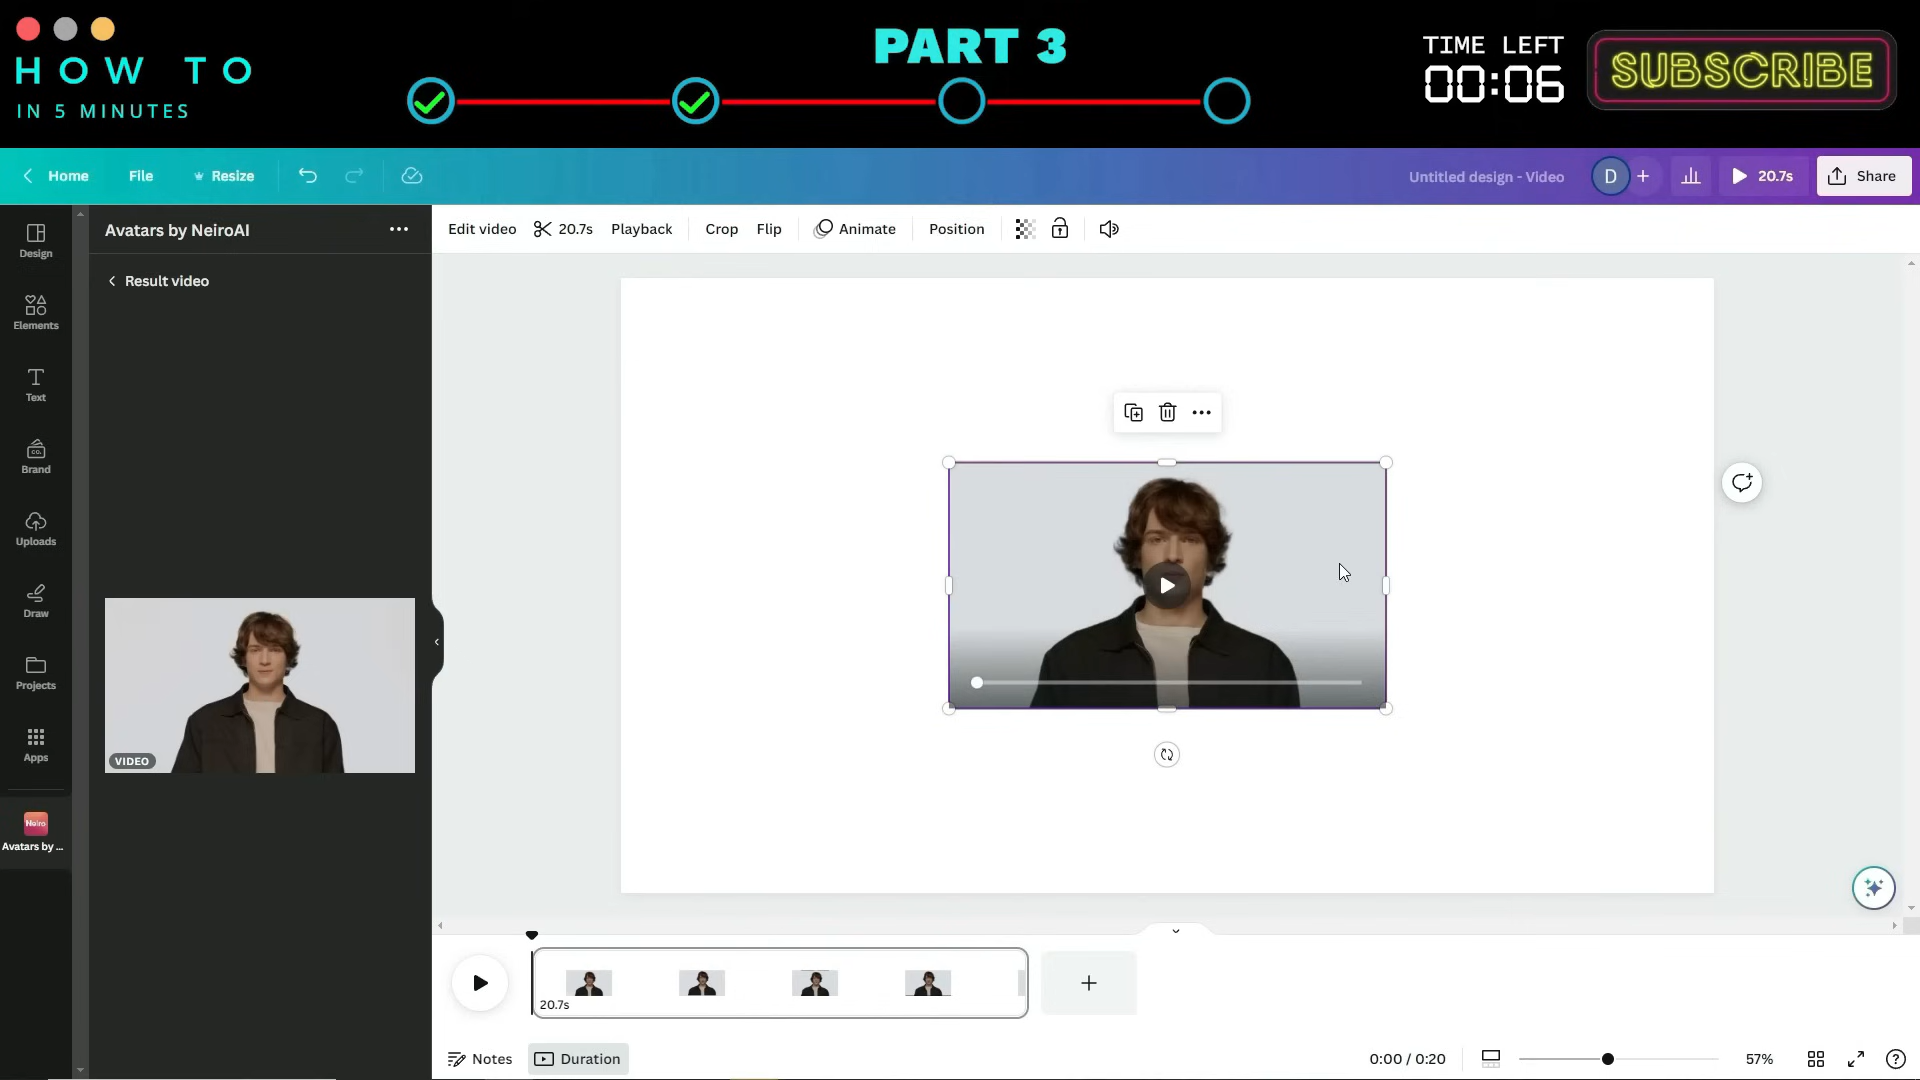 HOW TO
IN 5 MINUTES
PART 3
TIME LEFT
00:06
SUBSCRIBE
Home
File
Resize
Untitled design - Video
D
20.7s
Share
Design
Elements
Text
CO.
Brand
Uploads
Draw
Projects
Apps
Neiro
Avatars by ...
Avatars by NeiroAI
Result video
VIDEO
Edit video
20.7s
Playback
Crop
Flip
Animate
Position
20.7s
Notes
Duration
0:00 / 0:20
57%